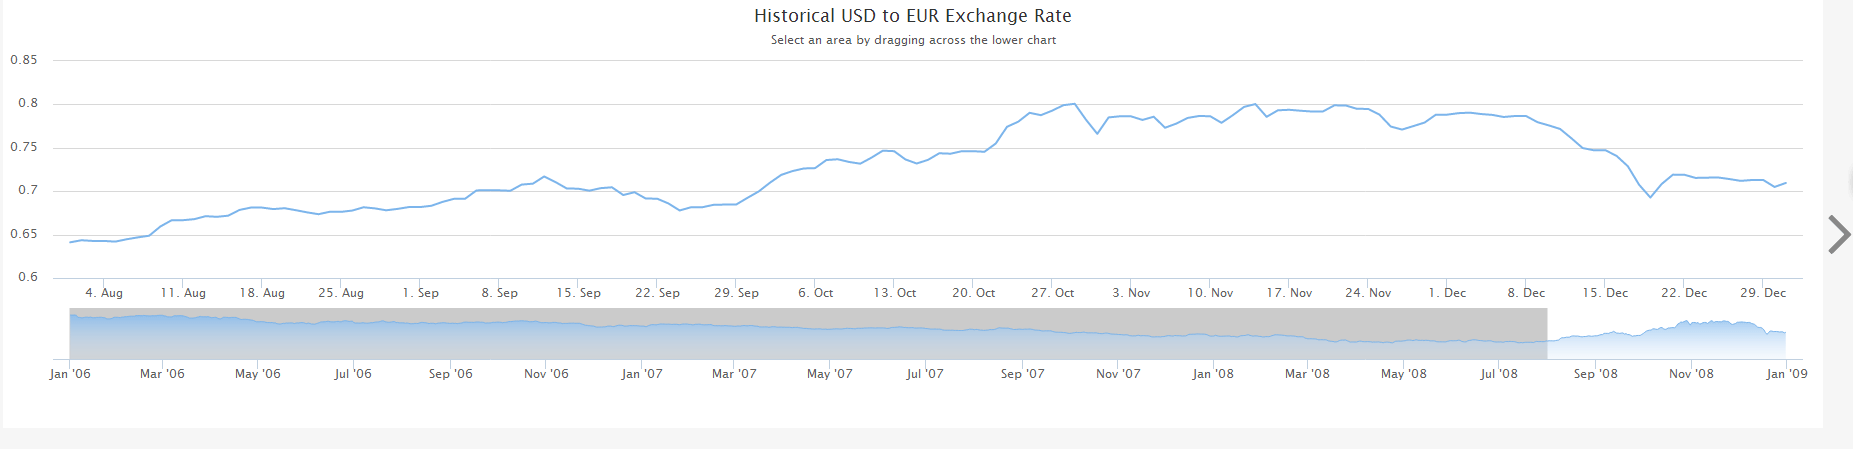 Historical USD to EUR Exchange Rate
Select an area by dragging across the lower chart
0.85
0.8
0.75
0.7
0.65
0.6
4. Aug 11. Aug 18. Aug 25. Aug 1. Sep 8. Sep 15. Sep 22. Sep 29. Sep 6. Oct 13. Oct 20. Oct 27. Oct 3. Nov 10. Nov 17. Nov 24. Nov 1. Dec 8. Dec 15. Dec 22. Dec 29. Dec
Jan '06 Mar '06 May '06 Jul '06 Sep '06 Nov '06 Jan '07 Mar '07 May '07 Jul '07 Sep '07 Nov '07 Jan '08 Mar '08 May '08 Jul '08 Sep '08 Nov '08 Jan '09